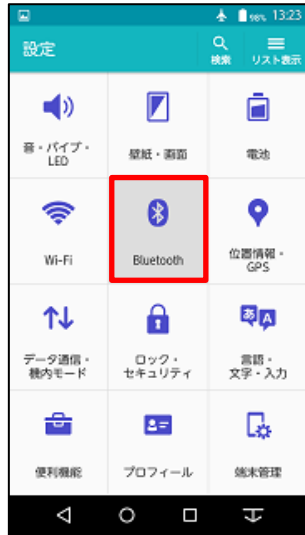 98% 13:23
設定
検索 リスト表示
音・バイブ・
LED
壁紙・画面
電池
Wi-Fi
Bluetooth
位置情報・
GPS
データ通信・
機内モード
ロック・
セキュリティ
言語・
文字・入力
あ A
便利機能
プロフィール
端末管理